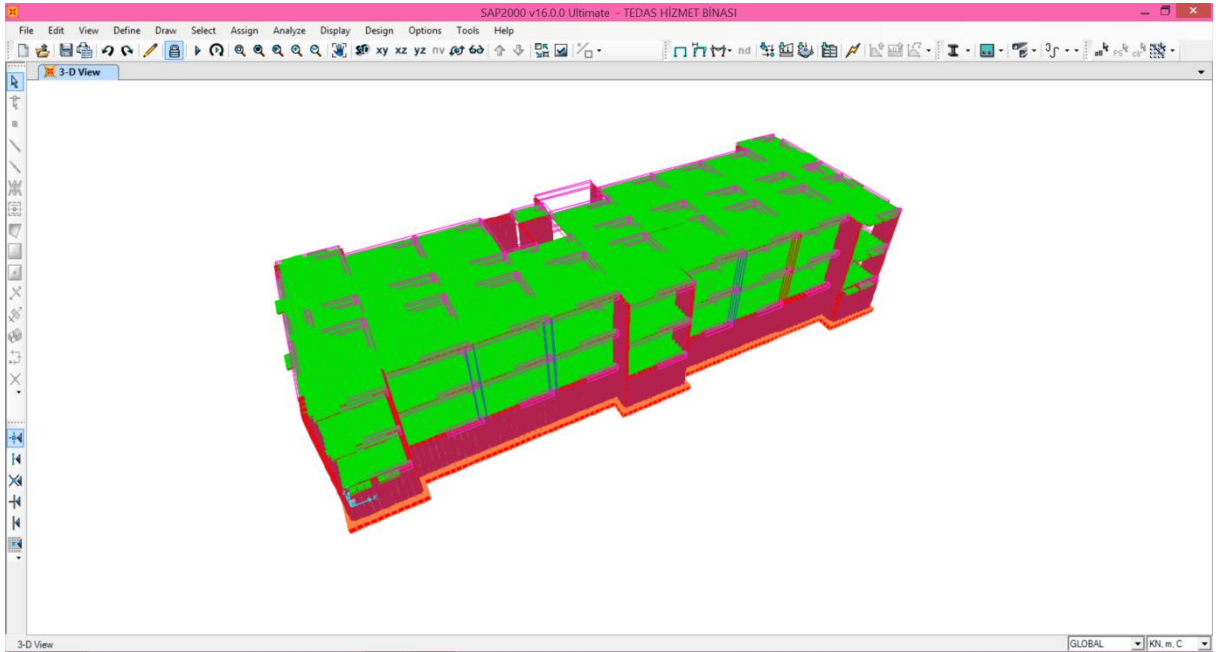 SAP2000 v16.0.0 Ultimate - TEDAS HİZMET BİNASI
File Edit View Define Draw Select Assign Analyze Display Design Options Tools Help
xy xz yz nv nd
3-D View
3-D View GLOBAL KN, m, C